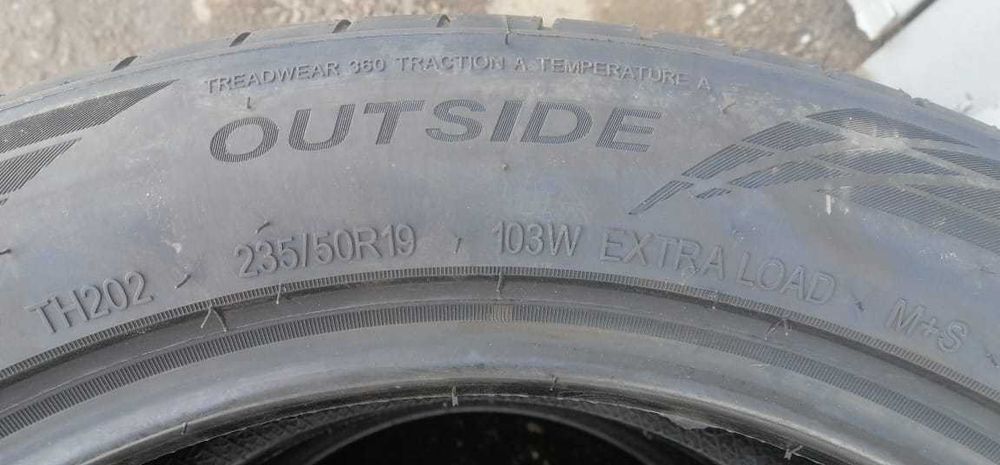 TREADWEAR 360 TRACTION A TEMPERATURE A
OUTSIDE
TH202 235/50R19 103W EXTRA LOAD M+S